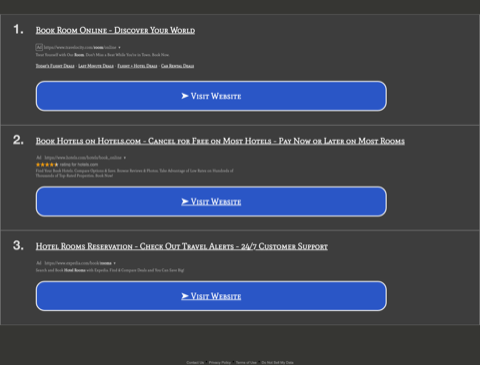 1. Book Room Online - Discover Your World
Ad https://www.travelocity.com/room/online
Treat Yourself with Our Room. Don't Miss a Beat While You're in Town. Book Now.
Today's Flight Deals · Last Minute Deals · Flight + Hotel Deals · Car Rental Deals
➤ Visit Website
2. Book Hotels on Hotels.com - Cancel for Free on Most Hotels - Pay Now or Later on Most Rooms
Ad https://www.hotels.com/hotels/book_online
rating for hotels.com
Find Easy Book Hotels. Compare Options & Save. Browse Reviews & Photos. Take Advantage of Low Rates on Hundreds of
Thousands of Top-Rated Properties. Book Now!
➤ Visit Website
3. Hotel Rooms Reservation - Check Out Travel Alerts - 24/7 Customer Support
Ad https://www.expedia.com/book/rooms
Search and Book Hotel Rooms with Expedia. Find & Compare Deals and You Can Save Big!
➤ Visit Website
Contact Us Privacy Policy Terms of Use Do Not Sell My Data